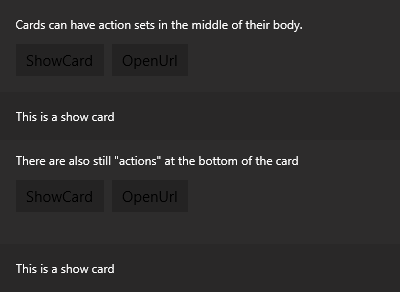 Cards can have action sets in the middle of their body.
ShowCard OpenUrl
This is a show card
There are also still "actions" at the bottom of the card
ShowCard OpenUrl
This is a show card